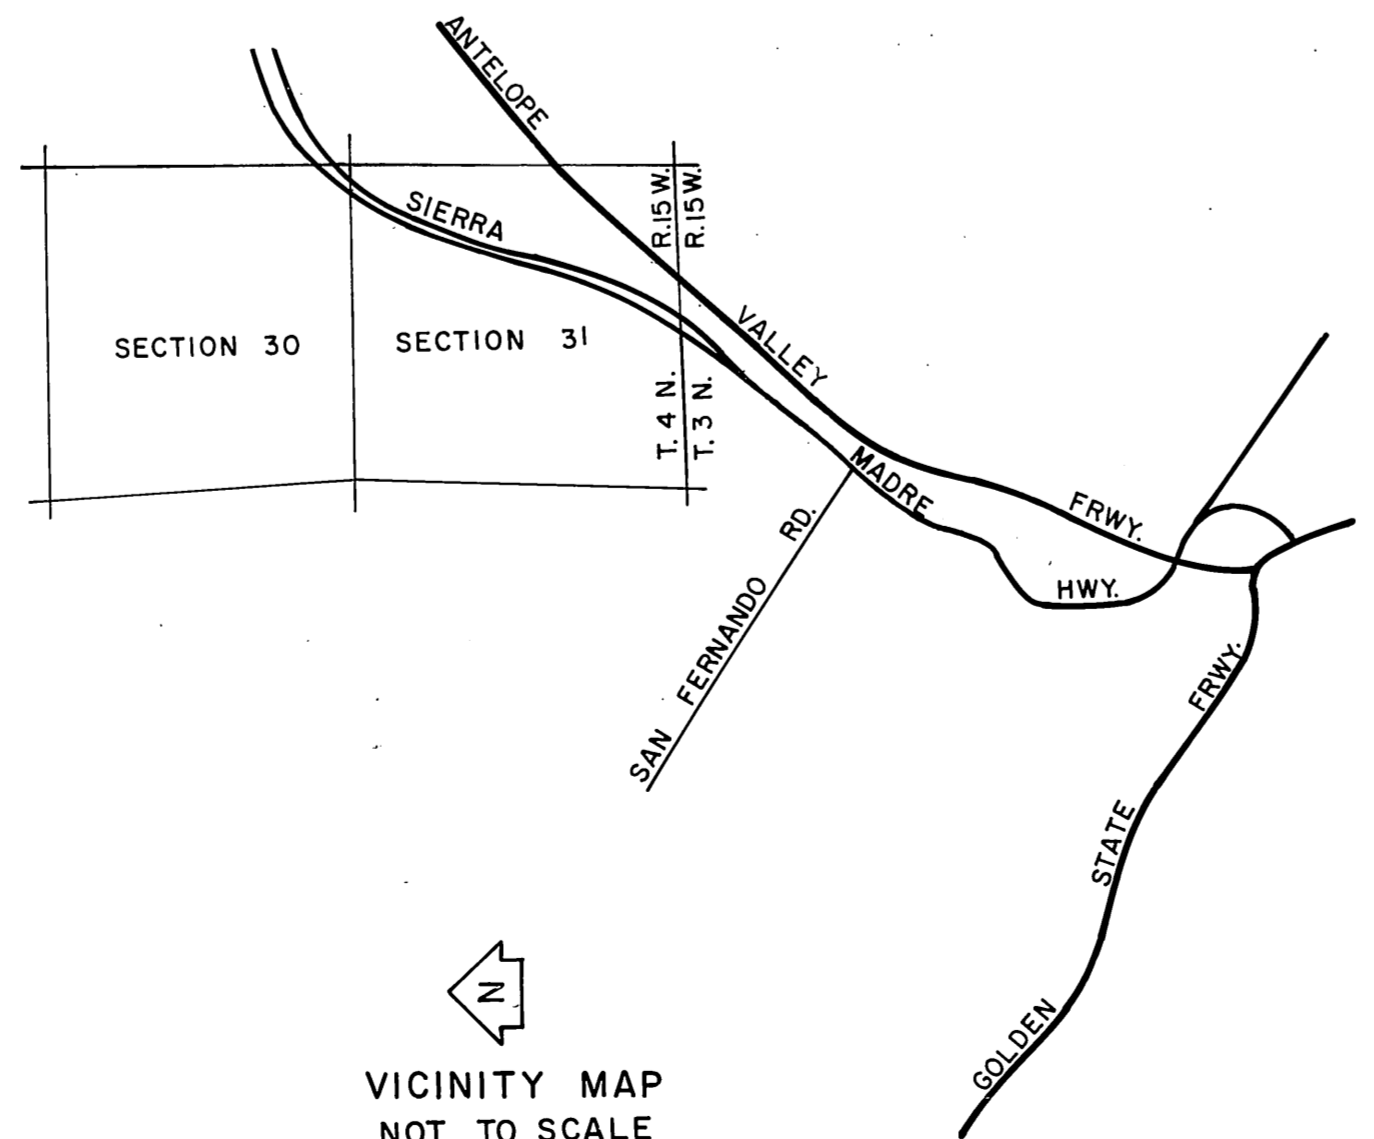 ANTELOPE
VALLEY
FRWY.
SIERRA
MADRE
HWY.
R.15W.
R.15W.
SECTION 30
SECTION 31
T. 4 N.
T. 3 N.
SAN FERNANDO RD.
GOLDEN STATE FRWY.
N
VICINITY MAP
NOT TO SCALE